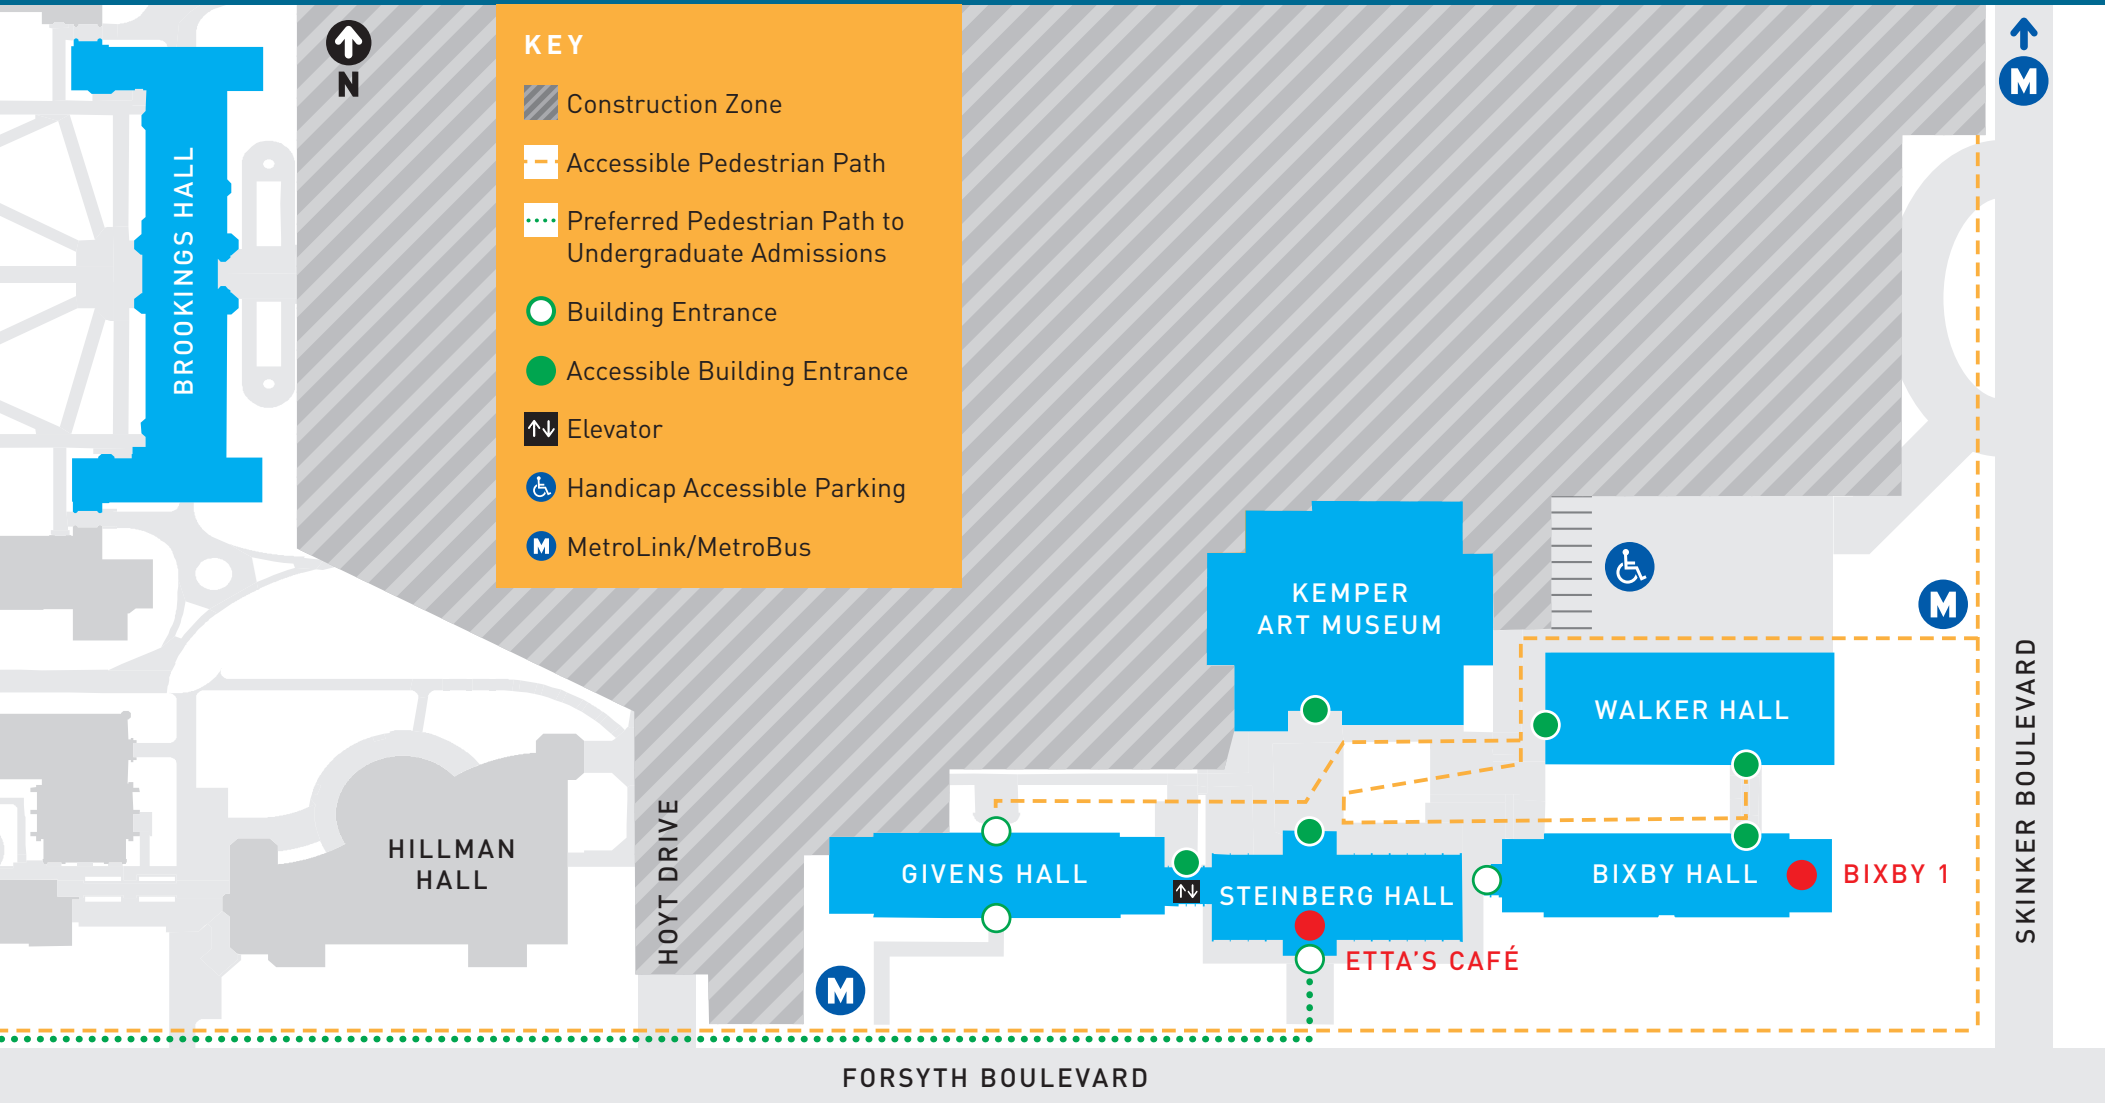 KEY
Construction Zone
Accessible Pedestrian Path
Preferred Pedestrian Path to
Undergraduate Admissions
Building Entrance
Accessible Building Entrance
Elevator
Handicap Accessible Parking
M MetroLink/MetroBus
N
M
BROOKINGS HALL
KEMPER
ART MUSEUM
M
WALKER HALL
SKINKER BOULEVARD
HILLMAN
HALL
HOYT DRIVE
GIVENS HALL
STEINBERG HALL
BIXBY HALL
BIXBY 1
ETTA'S CAFÉ
M
FORSYTH BOULEVARD